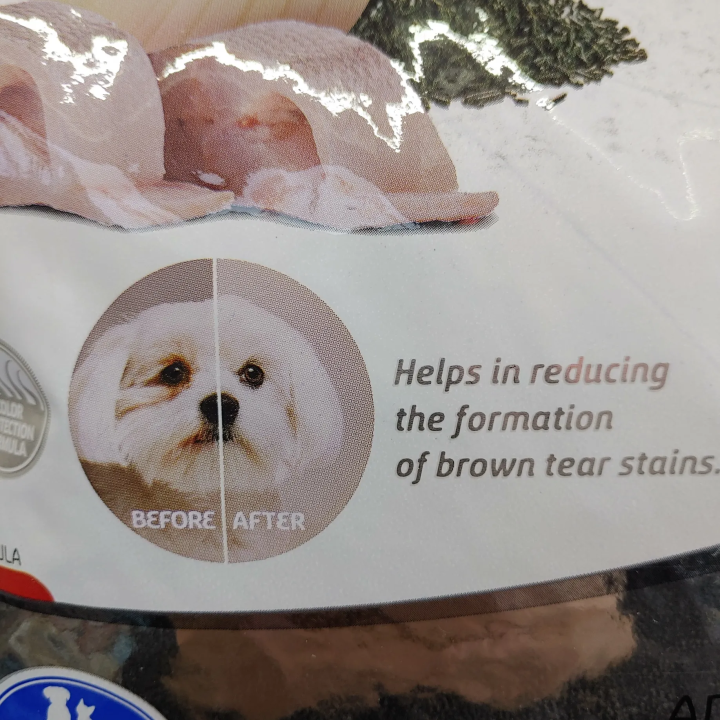 Helps in reducing
the formation
of brown tear stains.
BEFORE AFTER